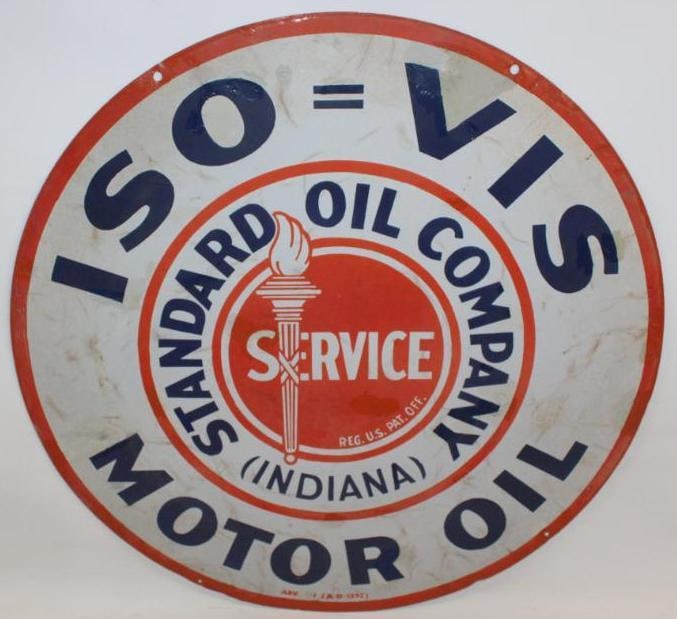 ISO=VIS
STANDARD OIL COMPANY
SERVICE
REG. U.S. PAT. OFF.
(INDIANA)
MOTOR OIL